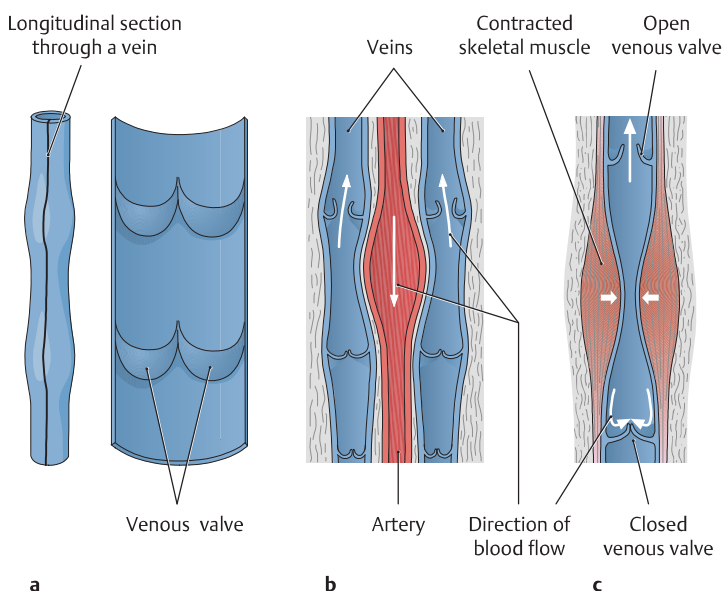 Longitudinal section
through a vein
Veins
Contracted
skeletal muscle
Open
venous valve
Venous valve
Artery
Direction of
blood flow
Closed
venous valve
a
b
c